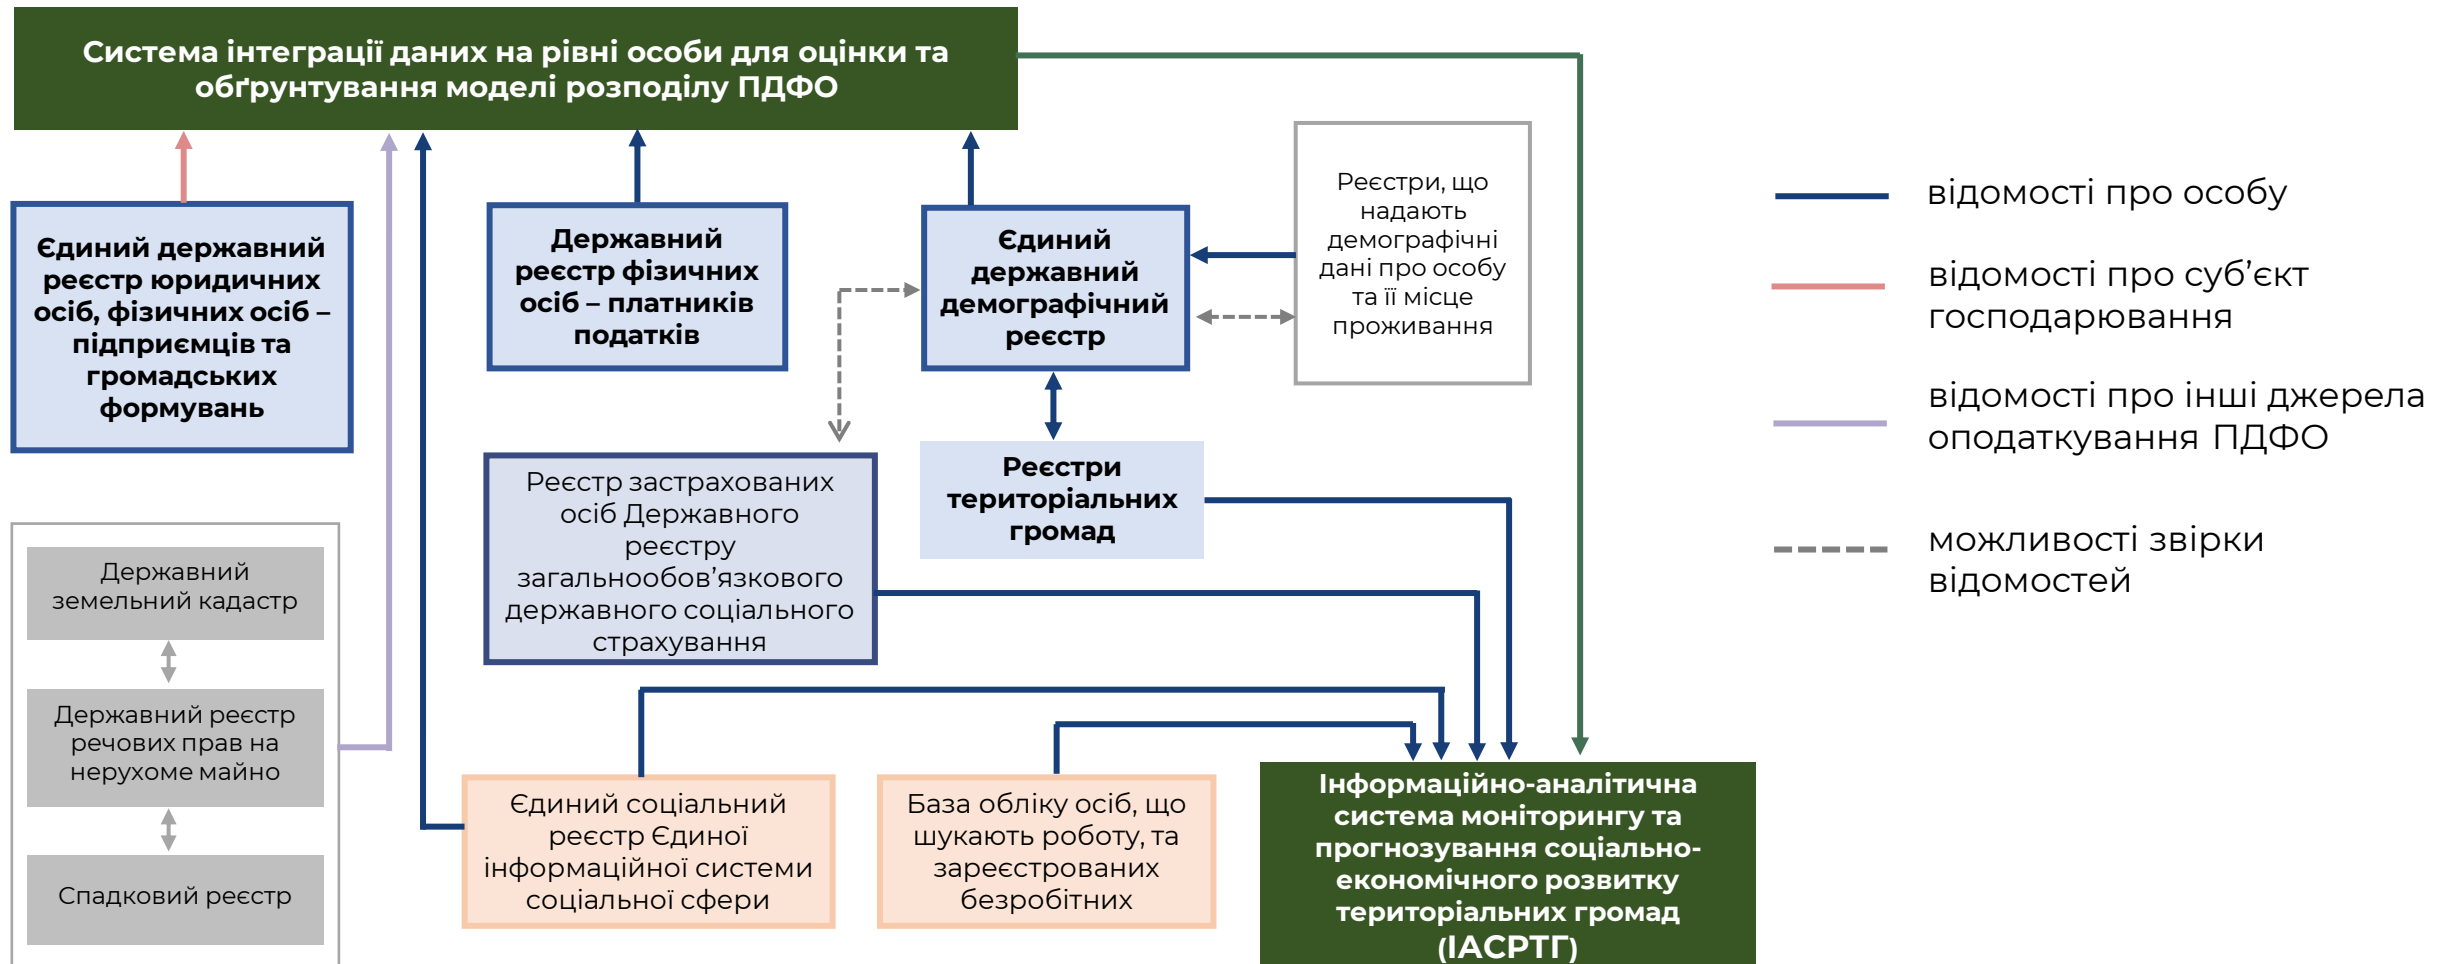 Система інтеграції даних на рівні особи для оцінки та
обґрунтування моделі розподілу ПДФО
Єдиний державний
реєстр юридичних
осіб, фізичних осіб –
підприємців та
громадських
формувань
Державний
реєстр фізичних
осіб – платників
податків
Єдиний
державний
демографічний
реєстр
Реєстри, що
надають
демографічні
дані про особу
та її місце
проживання
Реєстр застрахованих
осіб Державного
реєстру
загальнообов’язкового
державного соціального
страхування
Реєстри
територіальних
громад
Державний
земельний кадастр
Державний реєстр
речових прав на
нерухоме майно
Спадковий реєстр
Єдиний соціальний
реєстр Єдиної
інформаційної системи
соціальної сфери
База обліку осіб, що
шукають роботу, та
зареєстрованих
безробітних
Інформаційно-аналітична
система моніторингу та
прогнозування соціально-
економічного розвитку
територіальних громад
(ІАСРТГ)
відомості про особу
відомості про суб’єкт
господарювання
відомості про інші джерела
оподаткування ПДФО
можливості звірки
відомостей